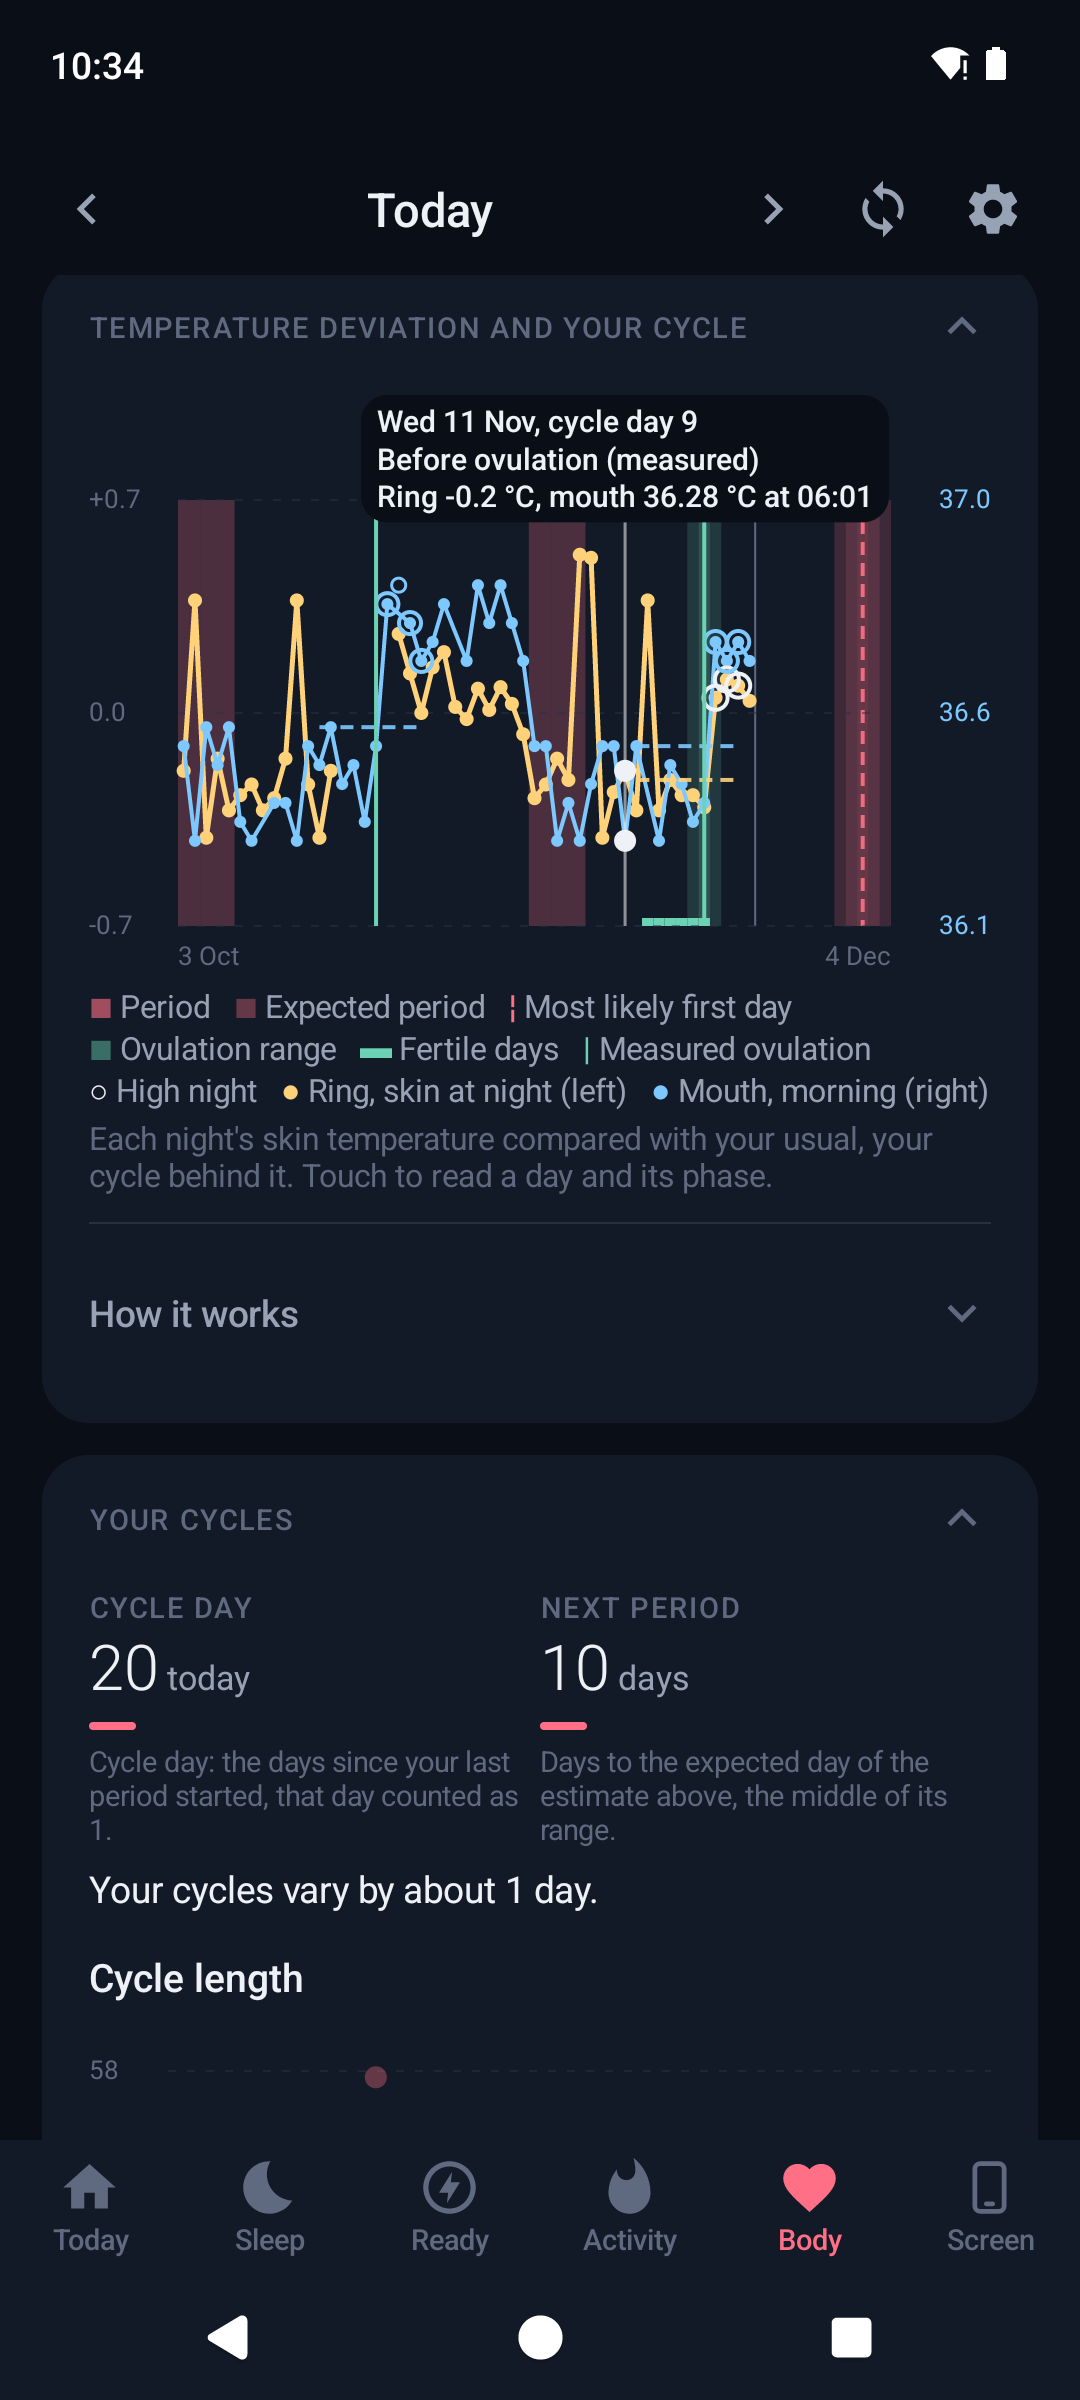 10:34
Today
TEMPERATURE DEVIATION AND YOUR CYCLE
Wed 11 Nov, cycle day 9
Before ovulation (measured)
Ring -0.2 °C, mouth 36.28 °C at 06:01
+0.7
37.0
0.0
36.6
-0.7
36.1
3 Oct
4 Dec
Period
Expected period
Most likely first day
Ovulation range
Fertile days
Measured ovulation
High night
Ring, skin at night (left)
Mouth, morning (right)
Each night's skin temperature compared with your usual, your
cycle behind it. Touch to read a day and its phase.
How it works
YOUR CYCLES
CYCLE DAY
20 today
Cycle day: the days since your last
period started, that day counted as
1.
NEXT PERIOD
10 days
Days to the expected day of the
estimate above, the middle of its
range.
Your cycles vary by about 1 day.
Cycle length
58
Today
Sleep
Ready
Activity
Body
Screen